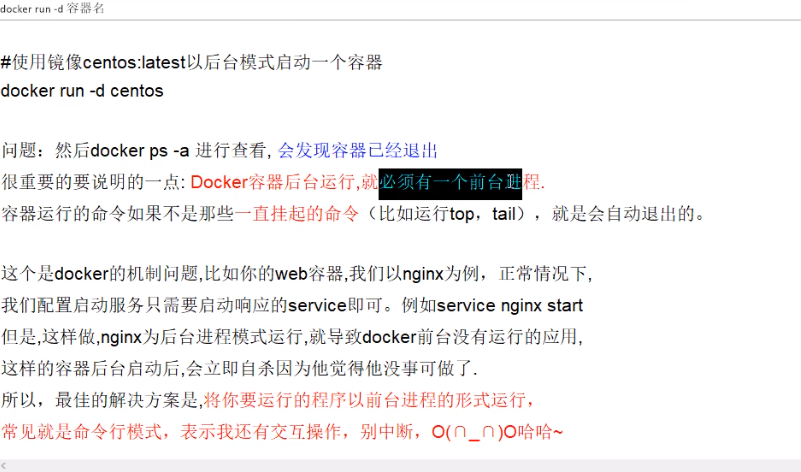 docker run -d 容器名
#使用镜像centos:latest以后台模式启动一个容器
docker run -d centos
问题：然后docker ps -a 进行查看, 会发现容器已经退出
很重要的要说明的一点: Docker容器后台运行,就必须有一个前台进程.
容器运行的命令如果不是那些一直挂起的命令（比如运行top，tail），就是会自动退出的。
这个是docker的机制问题,比如你的web容器,我们以nginx为例，正常情况下,
我们配置启动服务只需要启动响应的service即可。例如service nginx start
但是,这样做,nginx为后台进程模式运行,就导致docker前台没有运行的应用,
这样的容器后台启动后,会立即自杀因为他觉得他没事可做了.
所以，最佳的解决方案是,将你要运行的程序以前台进程的形式运行，
常见就是命令行模式，表示我还有交互操作，别中断，O(∩_∩)O哈哈~